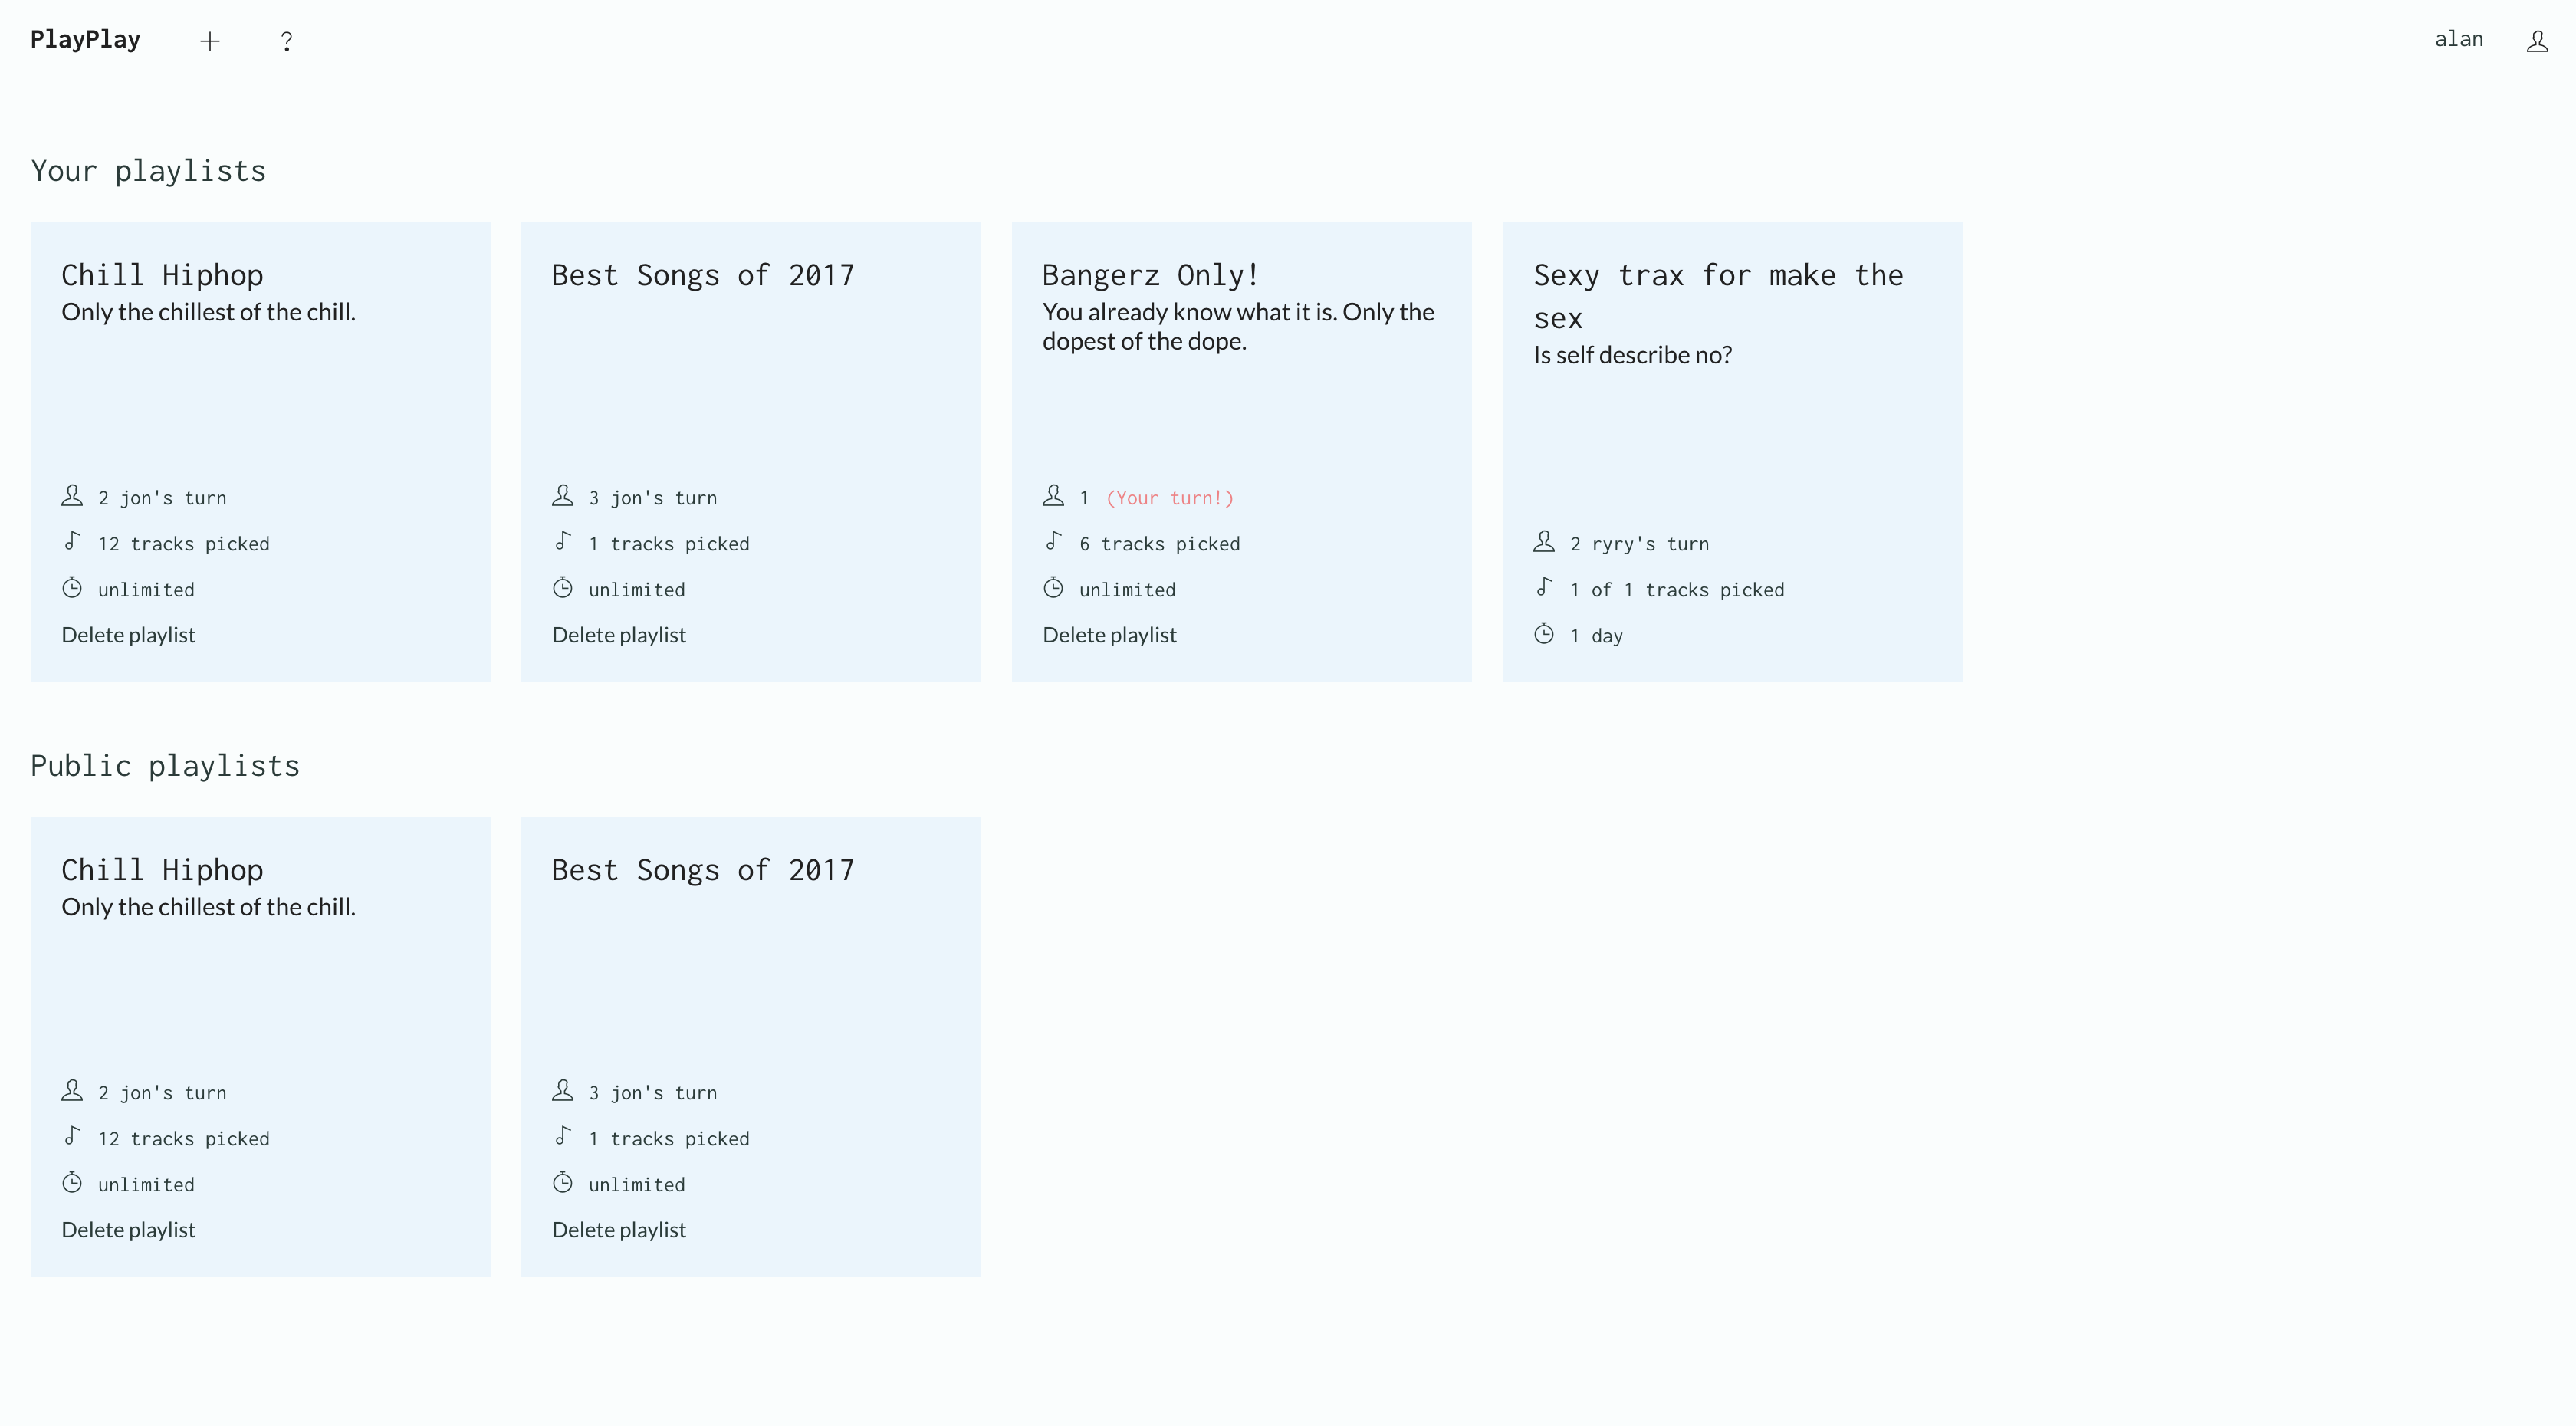 PlayPlay + ? alan
Your playlists
Chill Hiphop
Only the chillest of the chill.
2 jon's turn
12 tracks picked
unlimited
Delete playlist
Best Songs of 2017
3 jon's turn
1 tracks picked
unlimited
Delete playlist
Bangerz Only!
You already know what it is. Only the
dopest of the dope.
1 (Your turn!)
6 tracks picked
unlimited
Delete playlist
Sexy trax for make the
sex
Is self describe no?
2 ryry's turn
1 of 1 tracks picked
1 day
Public playlists
Chill Hiphop
Only the chillest of the chill.
2 jon's turn
12 tracks picked
unlimited
Delete playlist
Best Songs of 2017
3 jon's turn
1 tracks picked
unlimited
Delete playlist